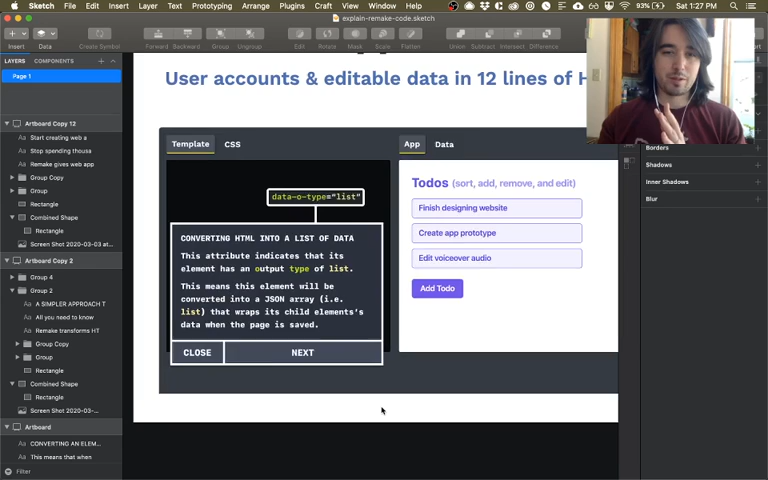 Sketch File Edit Insert Layer Text Prototyping Arrange Plugins Craft View Window Help 93% Sat 1:27 PM
explain-remake-code.sketch
Insert Data Create Symbol Forward Backward Group Ungroup Edit Rotate Mask Scale Flatten Union Subtract Intersect Difference
LAYERS COMPONENTS
Page 1
Artboard Copy 12
Start creating web a
Stop spending thousa
Remake gives web app
Group Copy
Group
Rectangle
Combined Shape
Rectangle
Screen Shot 2020-03-03 at...
Artboard Copy 2
Group 4
Group 2
A SIMPLER APPROACH T
All you need to know
Remake transforms HT
Group Copy
Group
Rectangle
Combined Shape
Rectangle
Screen Shot 2020-03-...
Artboard
CONVERTING AN ELEM...
This means that when
Filter
User accounts & editable data in 12 lines of H
Template CSS
data-o-type="list"
CONVERTING HTML INTO A LIST OF DATA
This attribute indicates that its
element has an output type of list.
This means this element will be
converted into a JSON array (i.e.
list) that wraps its child elements's
data when the page is saved.
CLOSE NEXT
App Data
Todos (sort, add, remove, and edit)
Finish designing website
Create app prototype
Edit voiceover audio
Add Todo
Borders
Shadows
Inner Shadows
Blur